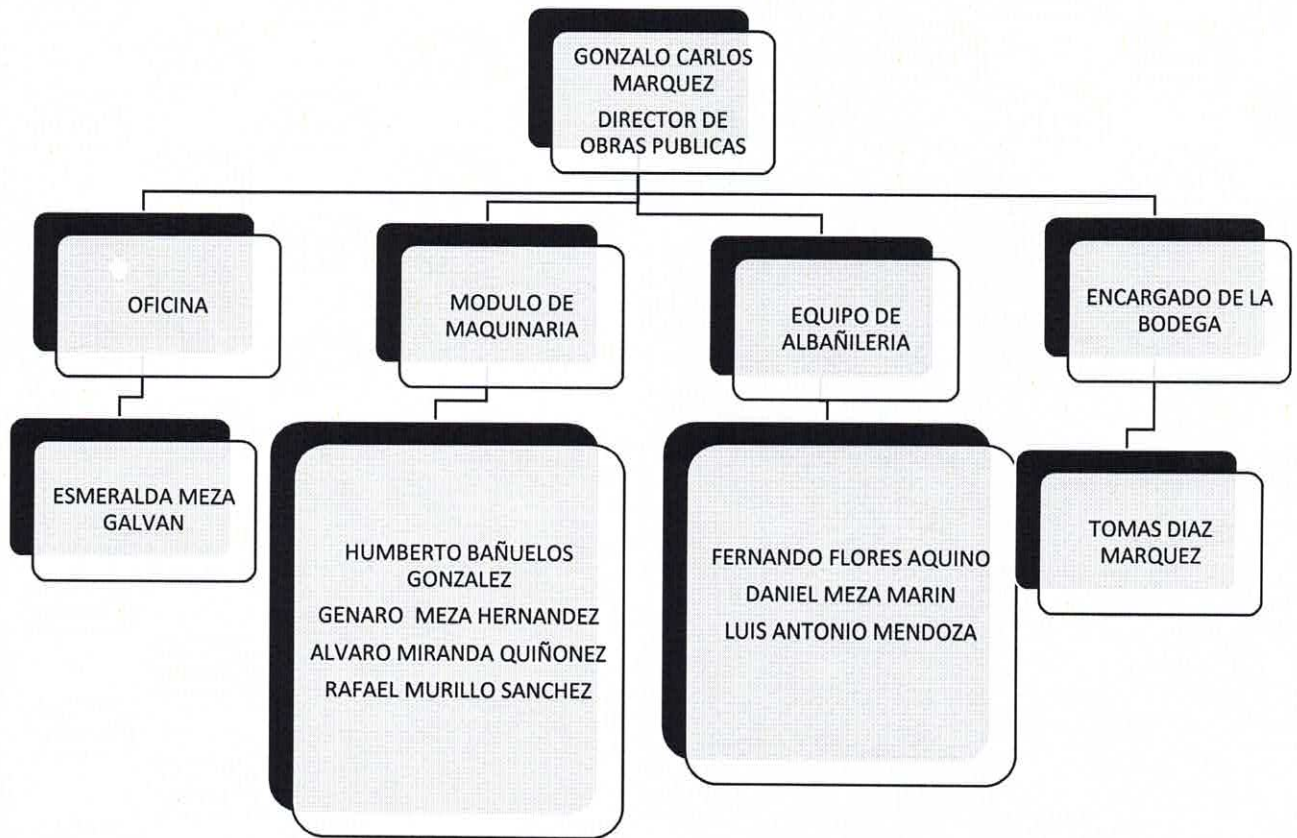 GONZALO CARLOS
MARQUEZ
DIRECTOR DE
OBRAS PUBLICAS
OFICINA
MODULO DE
MAQUINARIA
EQUIPO DE
ALBAÑILERIA
ENCARGADO DE LA
BODEGA
ESMERALDA MEZA
GALVAN
HUMBERTO BAÑUELOS
GONZALEZ
GENARO  MEZA HERNANDEZ
ALVARO MIRANDA QUIÑONEZ
RAFAEL MURILLO SANCHEZ
FERNANDO FLORES AQUINO
DANIEL MEZA MARIN
LUIS ANTONIO MENDOZA
TOMAS DIAZ
MARQUEZ